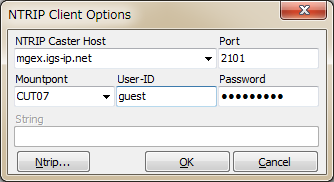 NTRIP Client Options
NTRIP Caster Host Port
mgex.igs-ip.net 2101
Mountpont User-ID Password
CUT07 guest •••••••••
String
Ntrip... OK Cancel